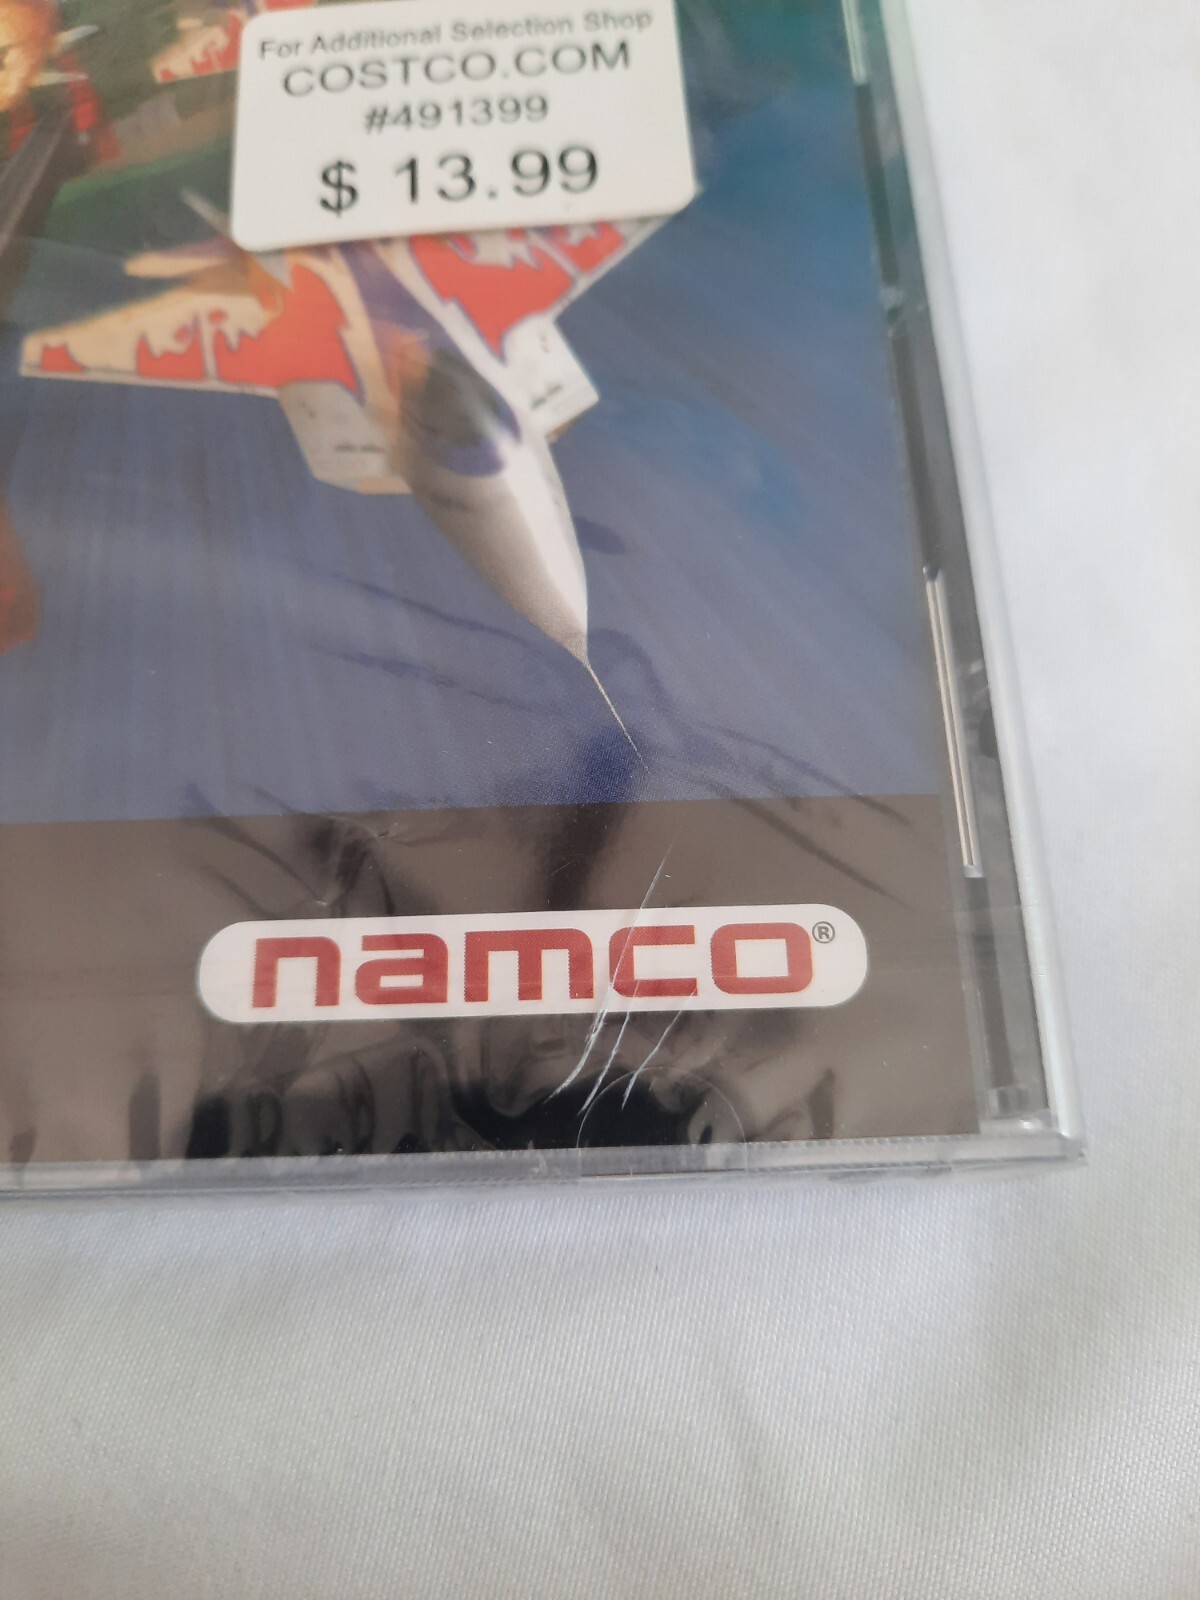 For Additional Selection Shop
COSTCO.COM
#491399
$ 13.99
namco®